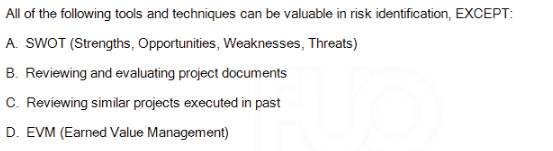 All of the following tools and techniques can be valuable in risk identification, EXCEPT:
A. SWOT (Strengths, Opportunities, Weaknesses, Threats)
B. Reviewing and evaluating project documents
C. Reviewing similar projects executed in past
D. EVM (Earned Value Management)